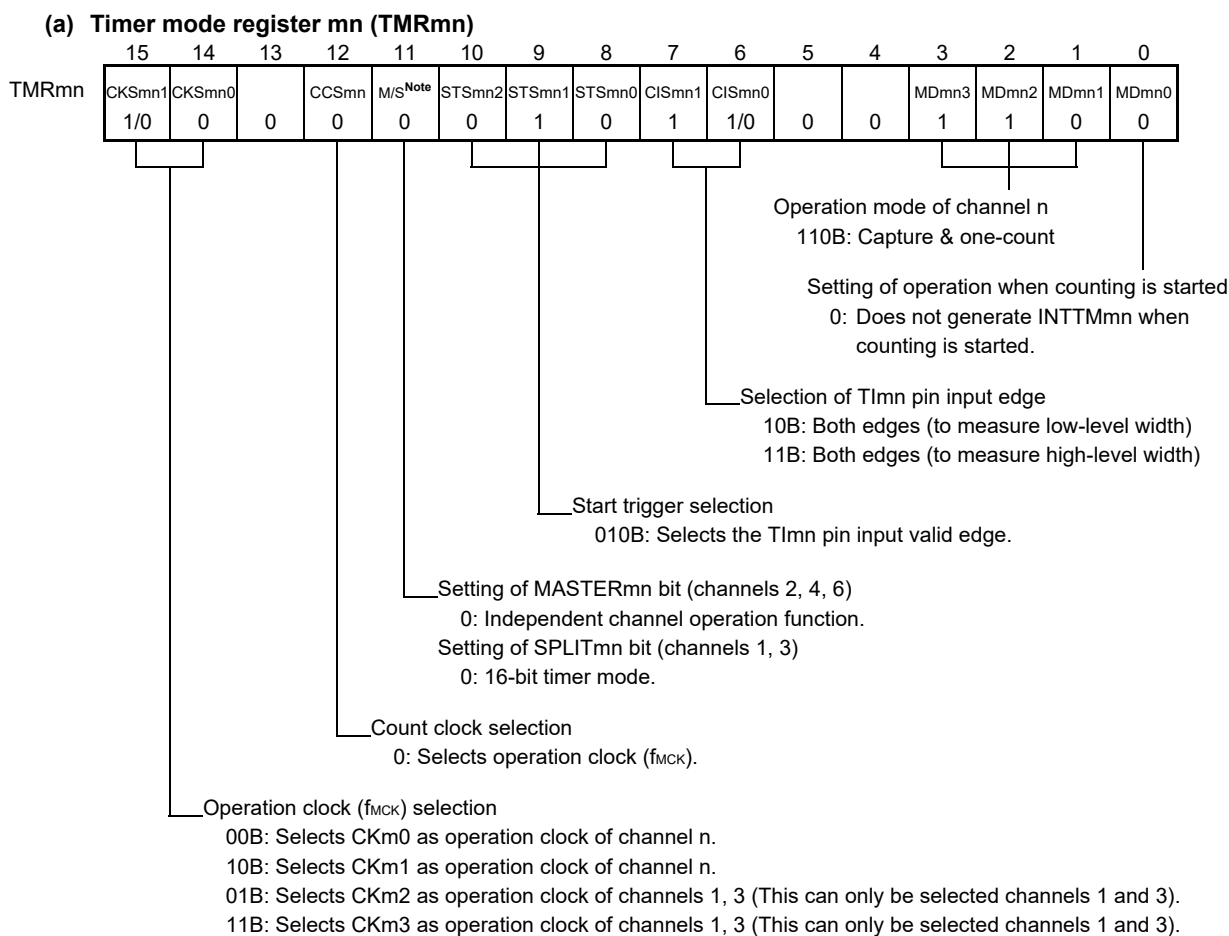 (a) Timer mode register mn (TMRmn)
15 14 13 12 11 10 9 8 7 6 5 4 3 2 1 0
TMRmn CKSmn1 CKSmn0 CCSmn M/SNote STSmn2 STSmn1 STSmn0 CISmn1 CISmn0 MDmn3 MDmn2 MDmn1 MDmn0
1/0 0 0 0 0 0 1 0 1 1/0 0 0 1 1 0 0
Operation mode of channel n
110B: Capture & one-count
Setting of operation when counting is started
0: Does not generate INTTMmn when
counting is started.
Selection of TImn pin input edge
10B: Both edges (to measure low-level width)
11B: Both edges (to measure high-level width)
Start trigger selection
010B: Selects the TImn pin input valid edge.
Setting of MASTERmn bit (channels 2, 4, 6)
0: Independent channel operation function.
Setting of SPLITmn bit (channels 1, 3)
0: 16-bit timer mode.
Count clock selection
0: Selects operation clock (fMCK).
Operation clock (fMCK) selection
00B: Selects CKm0 as operation clock of channel n.
10B: Selects CKm1 as operation clock of channel n.
01B: Selects CKm2 as operation clock of channels 1, 3 (This can only be selected channels 1 and 3).
11B: Selects CKm3 as operation clock of channels 1, 3 (This can only be selected channels 1 and 3).